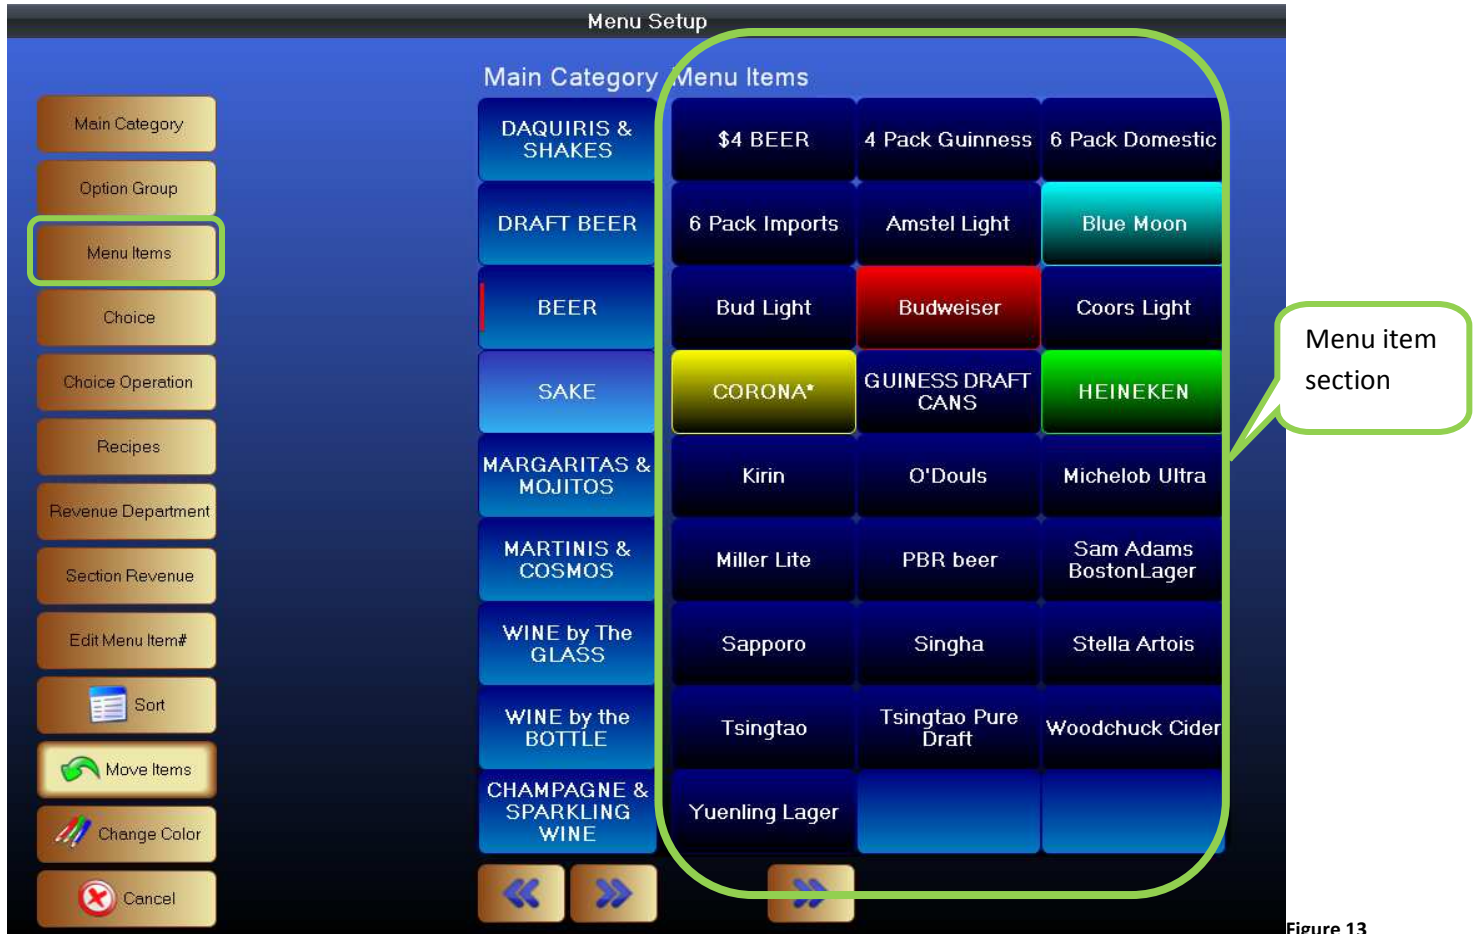 Menu Setup
Main Category
Option Group
Menu Items
Choice
Choice Operation
Recipes
Revenue Department
Section Revenue
Edit Menu Item#
Sort
Move Items
Change Color
Cancel
Main Category
DAQUIRIS &
SHAKES
DRAFT BEER
BEER
SAKE
MARGARITAS &
MOJITOS
MARTINIS &
COSMOS
WINE by The
GLASS
WINE by the
BOTTLE
CHAMPAGNE &
SPARKLING
WINE
Menu Items
$4 BEER
4 Pack Guinness
6 Pack Domestic
6 Pack Imports
Amstel Light
Blue Moon
Bud Light
Budweiser
Coors Light
CORONA*
GUINESS DRAFT
CANS
HEINEKEN
Kirin
O'Douls
Michelob Ultra
Miller Lite
PBR beer
Sam Adams
BostonLager
Sapporo
Singha
Stella Artois
Tsingtao
Tsingtao Pure
Draft
Woodchuck Cider
Yuenling Lager
Menu item
section
Figure 13